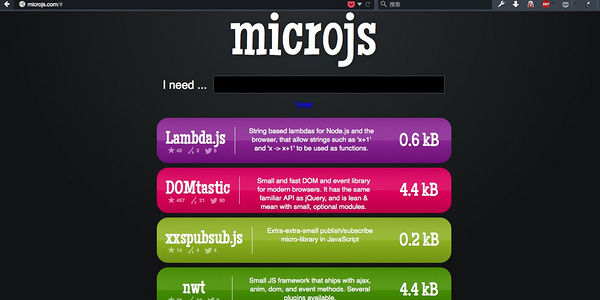 microjs.com/#
搜索
microjs
I need ...
Lambda.js
String based lambdas for Node.js and the
browser, that allow strings such as 'x+1'
and 'x -> x+1' to be used as functions.
0.6 kB
42 2 5
DOMtastic
Small and fast DOM and event library
for modern browsers. It has the same
familiar API as jQuery, and is lean &
mean with small, optional modules.
4.4 kB
467 31 90
xxspubsub.js
Extra-extra-small publish/subscribe
micro-library in JavaScript
0.2 kB
14 4 4
nwt
Small JS framework that ships with ajax,
anim, dom, and event methods. Several
plugins available.
4.4 kB